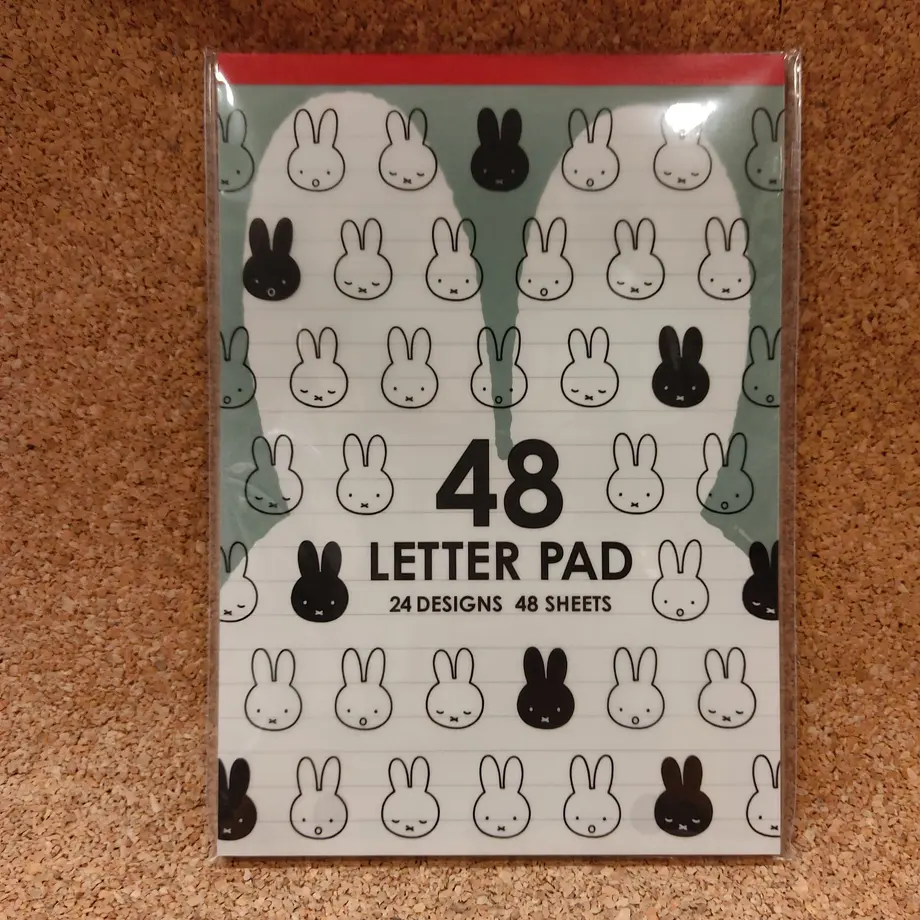 48
LETTER PAD
24 DESIGNS 48 SHEETS